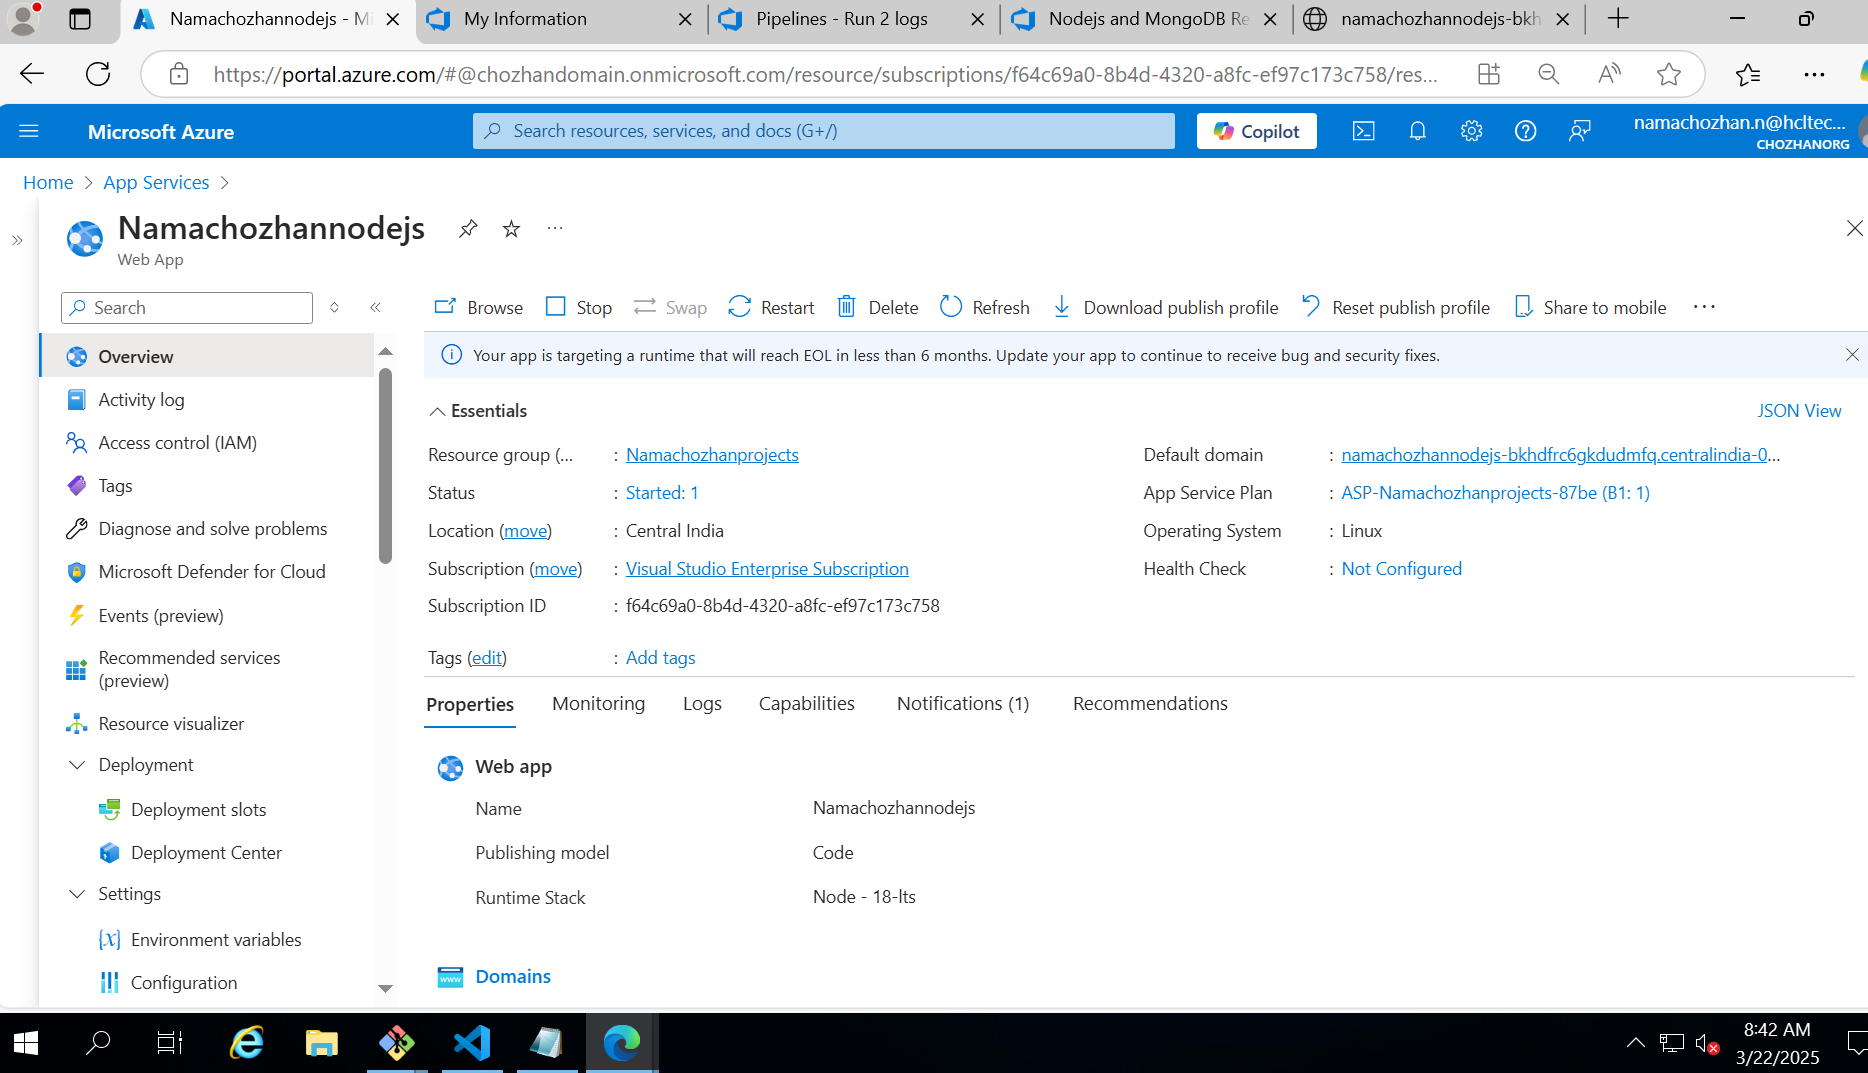 Namachozhannodejs - Mi
My Information
Pipelines - Run 2 logs
Nodejs and MongoDB Re
namachozhannodejs-bkh
https://portal.azure.com/#@chozhandomain.onmicrosoft.com/resource/subscriptions/f64c69a0-8b4d-4320-a8fc-ef97c173c758/res...
Microsoft Azure
Search resources, services, and docs (G+/)
Copilot
namachozhan.n@hcltec...
CHOZHANORG
Home > App Services >
Namachozhannodejs
Web App
Search
Browse
Stop
Swap
Restart
Delete
Refresh
Download publish profile
Reset publish profile
Share to mobile
Your app is targeting a runtime that will reach EOL in less than 6 months. Update your app to continue to receive bug and security fixes.
Overview
Activity log
Access control (IAM)
Tags
Diagnose and solve problems
Microsoft Defender for Cloud
Events (preview)
Recommended services
(preview)
Resource visualizer
Deployment
Deployment slots
Deployment Center
Settings
Environment variables
Configuration
Essentials
JSON View
Resource group (... : Namachozhanprojects
Status : Started: 1
Location (move) : Central India
Subscription (move) : Visual Studio Enterprise Subscription
Subscription ID : f64c69a0-8b4d-4320-a8fc-ef97c173c758
Tags (edit) : Add tags
Default domain : namachozhannodejs-bkhdfrc6gkdudmfq.centralindia-0...
App Service Plan : ASP-Namachozhanprojects-87be (B1: 1)
Operating System : Linux
Health Check : Not Configured
Properties
Monitoring
Logs
Capabilities
Notifications (1)
Recommendations
Web app
Name Namachozhannodejs
Publishing model Code
Runtime Stack Node - 18-lts
www
Domains
8:42 AM
3/22/2025